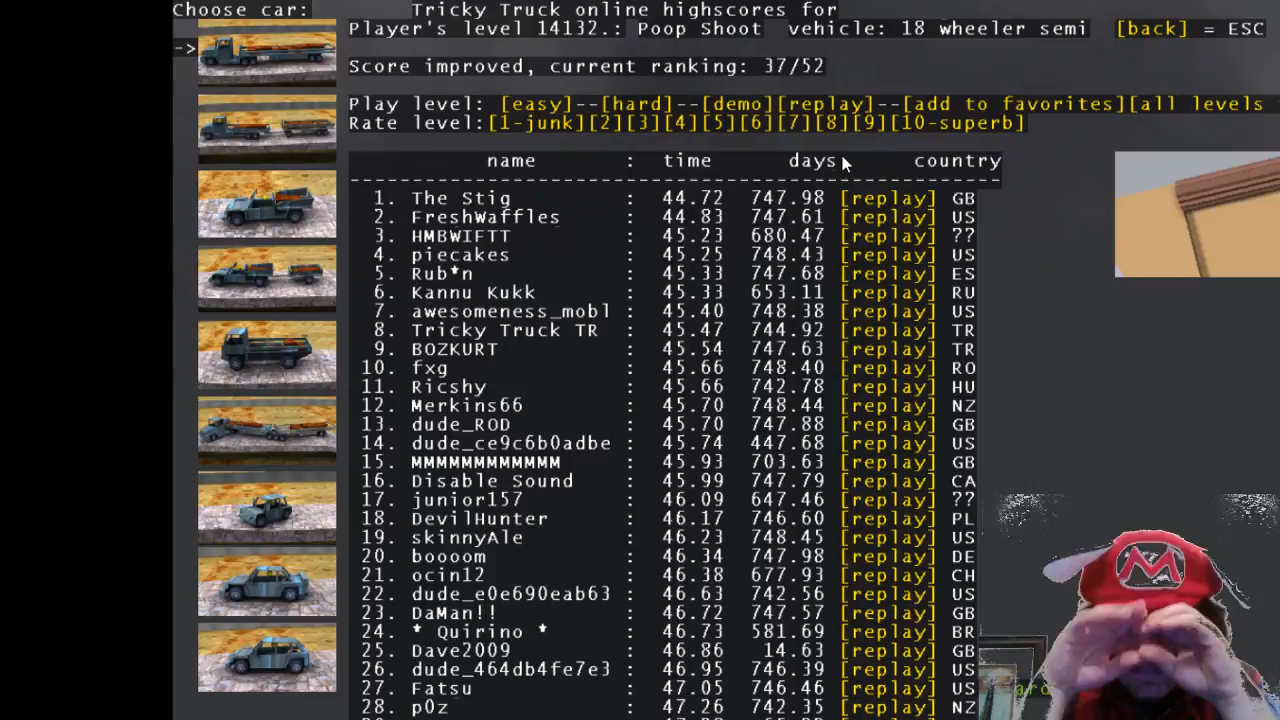 Choose car:
Tricky Truck online highscores for
Player's level 14132.: Poop Shoot vehicle: 18 wheeler semi [back] = ESC
->
Score improved, current ranking: 37/52
Play level: [easy]--[hard]--[demo][replay]--[add to favorites][all levels
Rate level:[1-junk][2][3][4][5][6][7][8][9][10-superb]
name : time days country
1. The Stig : 44.72 747.98 [replay] GB
2. FreshWaffles : 44.83 747.61 [replay] US
3. HMBWIFTT : 45.23 680.47 [replay] ??
4. piecakes : 45.25 748.43 [replay] US
5. Rub*n : 45.27 747.68 [replay] ES
6. Kannu Kukk : 45.33 653.11 [replay] RU
7. awesomeness_mobl : 45.40 748.38 [replay] US
8. Tricky Truck TR : 45.47 744.92 [replay] TR
9. BOZKURT : 45.54 747.63 [replay] TR
10. fxg : 45.66 748.40 [replay] RO
11. Ricshy : 45.66 742.78 [replay] HU
12. Merkins66 : 45.70 748.44 [replay] NZ
13. dude_ROD : 45.70 747.88 [replay] GB
14. dude_ce9c6b0adbe : 45.74 447.68 [replay] US
15. MMMMMMMMMMMM : 45.93 703.63 [replay] GB
16. Disable Sound : 45.99 747.79 [replay] CA
17. junior157 : 46.09 647.46 [replay] ??
18. DevilHunter : 46.17 746.60 [replay] PL
19. skinnyAle : 46.23 748.45 [replay] US
20. boooom : 46.34 747.98 [replay] DE
21. ocin12 : 46.38 677.93 [replay] CH
22. dude_e0e690eab63 : 46.63 742.56 [replay] US
23. DaMan!! : 46.72 747.57 [replay] GB
24. * Quirino * : 46.73 581.69 [replay] BR
25. Dave2009 : 46.86 14.63 [replay] GB
26. dude_464db4fe7e3 : 46.95 746.39 [replay] US
27. Fatsu : 47.05 746.46 [replay] US
28. p0z : 47.26 742.35 [replay] NZ
M